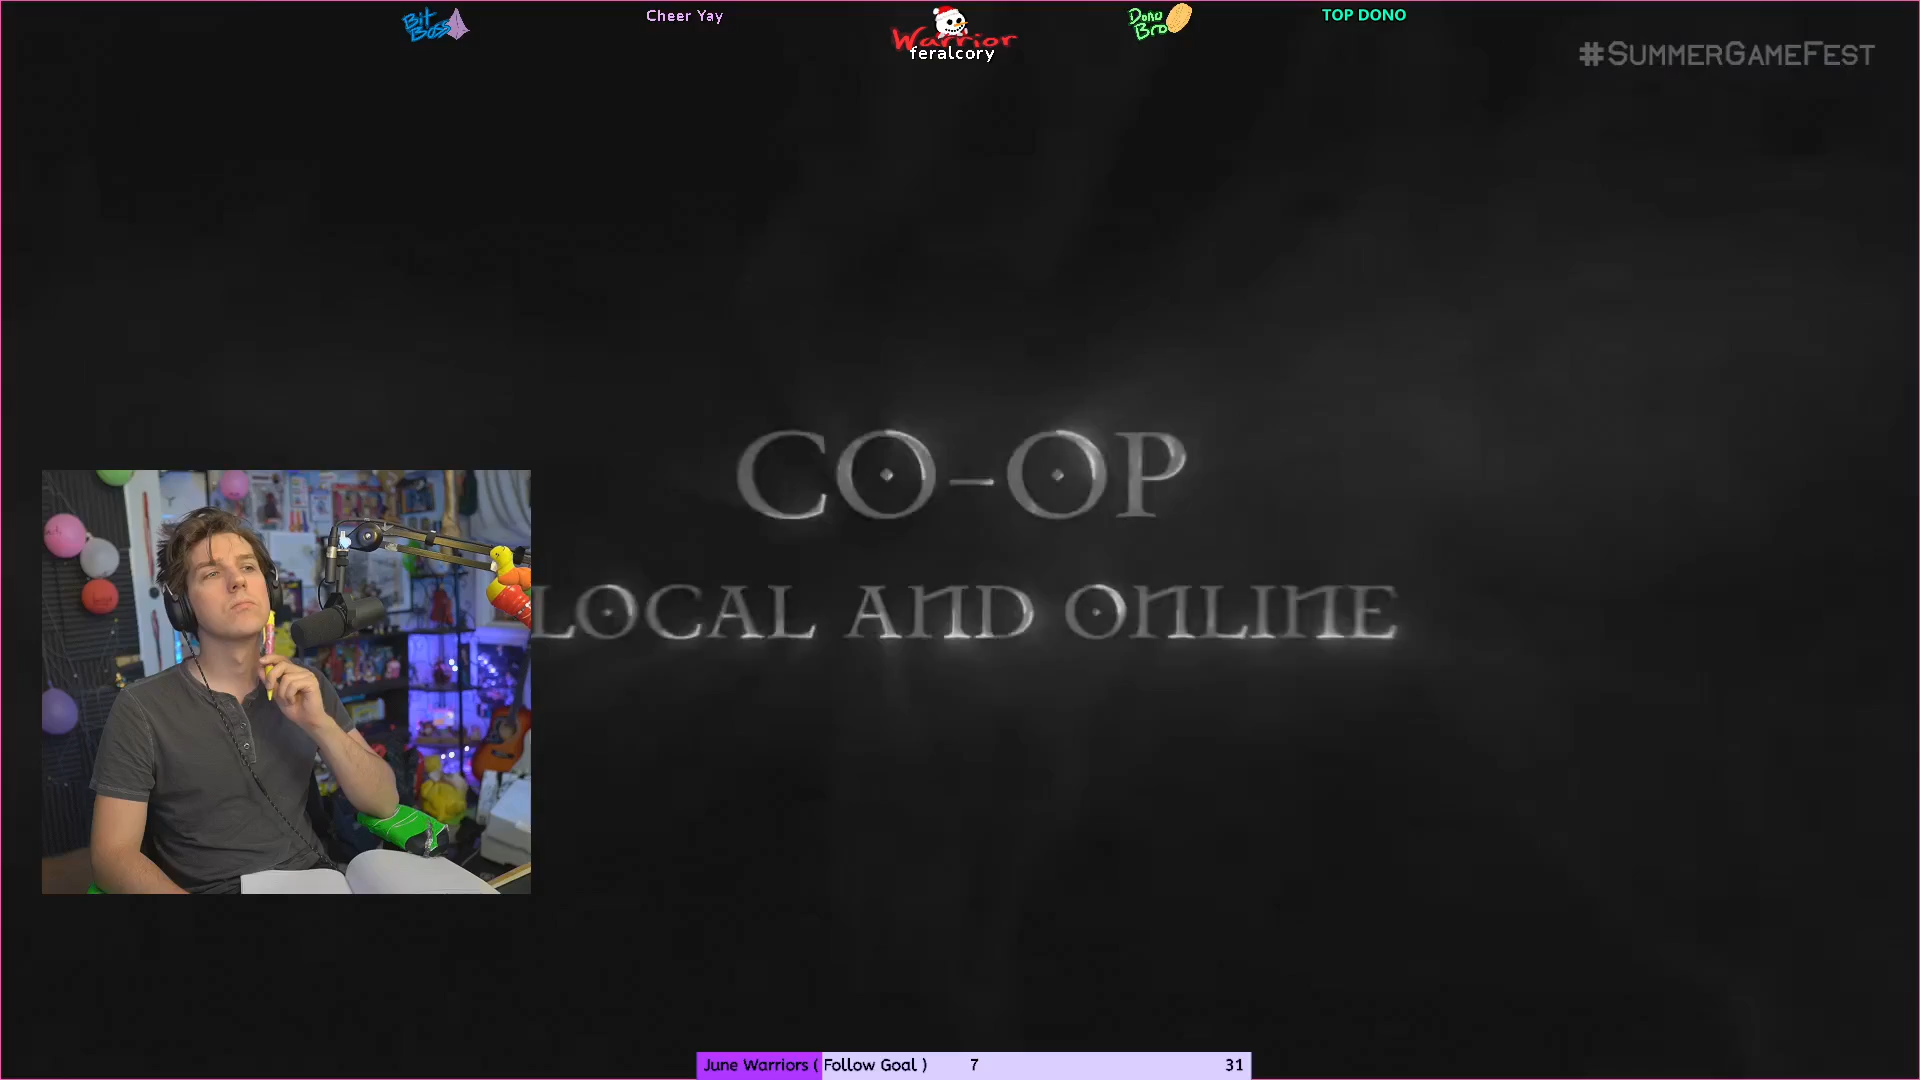 Bit
Boss
Cheer Yay
Warrior
feralcory
Dono
Bro
TOP DONO
#SUMMERGAMEFEST
CO-OP
LOCAL AND ONLINE
June Warriors ( Follow Goal ) 7 31